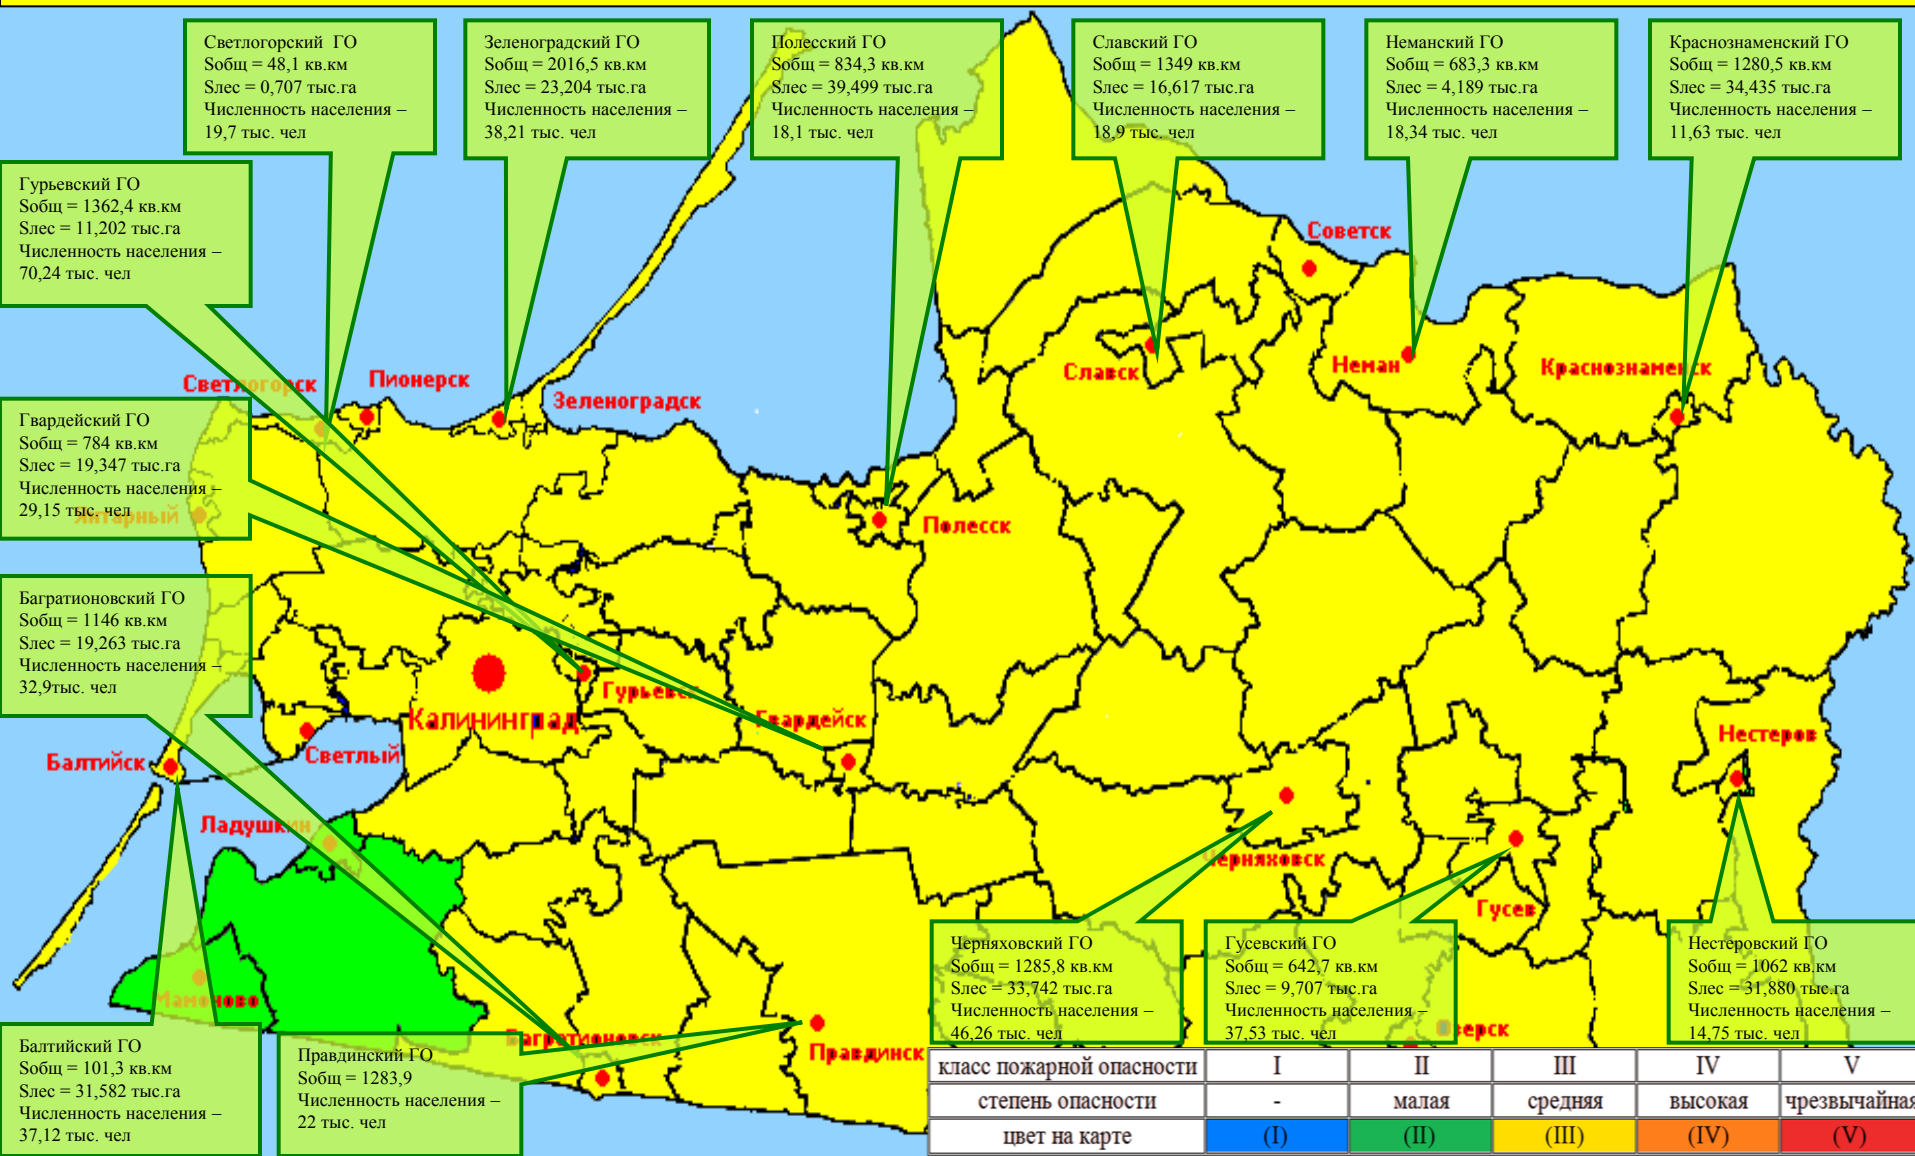 Светлогорский ГО
Sобщ = 48,1 кв.км
Sлес = 0,707 тыс.га
Численность населения –
19,7 тыс. чел
Зеленоградский ГО
Sобщ = 2016,5 кв.км
Sлес = 23,204 тыс.га
Численность населения –
38,21 тыс. чел
Полесский ГО
Sобщ = 834,3 кв.км
Sлес = 39,499 тыс.га
Численность населения –
18,1 тыс. чел
Славский ГО
Sобщ = 1349 кв.км
Sлес = 16,617 тыс.га
Численность населения –
18,9 тыс. чел
Неманский ГО
Sобщ = 683,3 кв.км
Sлес = 4,189 тыс.га
Численность населения –
18,34 тыс. чел
Краснознаменский ГО
Sобщ = 1280,5 кв.км
Sлес = 34,435 тыс.га
Численность населения –
11,63 тыс. чел
Гурьевский ГО
Sобщ = 1362,4 кв.км
Sлес = 11,202 тыс.га
Численность населения –
70,24 тыс. чел
Советск
Славск
Неман
Краснознаменск
Светлогорск
Пионерск
Зеленоградск
Гвардейский ГО
Sобщ = 784 кв.км
Sлес = 19,347 тыс.га
Численность населения –
29,15 тыс. чел
Янтарный
Полесск
Багратионовский ГО
Sобщ = 1146 кв.км
Sлес = 19,263 тыс.га
Численность населения –
32,9тыс. чел
Гурьевск
Калининград
Гвардейск
Нестеров
Балтийск
Светлый
Ладушкин
Черняховск
Гусев
Мамоново
Багратионовск
Правдинск
Озерск
Черняховский ГО
Sобщ = 1285,8 кв.км
Sлес = 33,742 тыс.га
Численность населения –
46,26 тыс. чел
Гусевский ГО
Sобщ = 642,7 кв.км
Sлес = 9,707 тыс.га
Численность населения –
37,53 тыс. чел
Нестеровский ГО
Sобщ = 1062 кв.км
Sлес = 31,880 тыс.га
Численность населения –
14,75 тыс. чел
Балтийский ГО
Sобщ = 101,3 кв.км
Sлес = 31,582 тыс.га
Численность населения –
37,12 тыс. чел
Правдинский ГО
Sобщ = 1283,9
Численность населения –
22 тыс. чел
класс пожарной опасности I II III IV V
степень опасности - малая средняя высокая чрезвычайная
цвет на карте (I) (II) (III) (IV) (V)